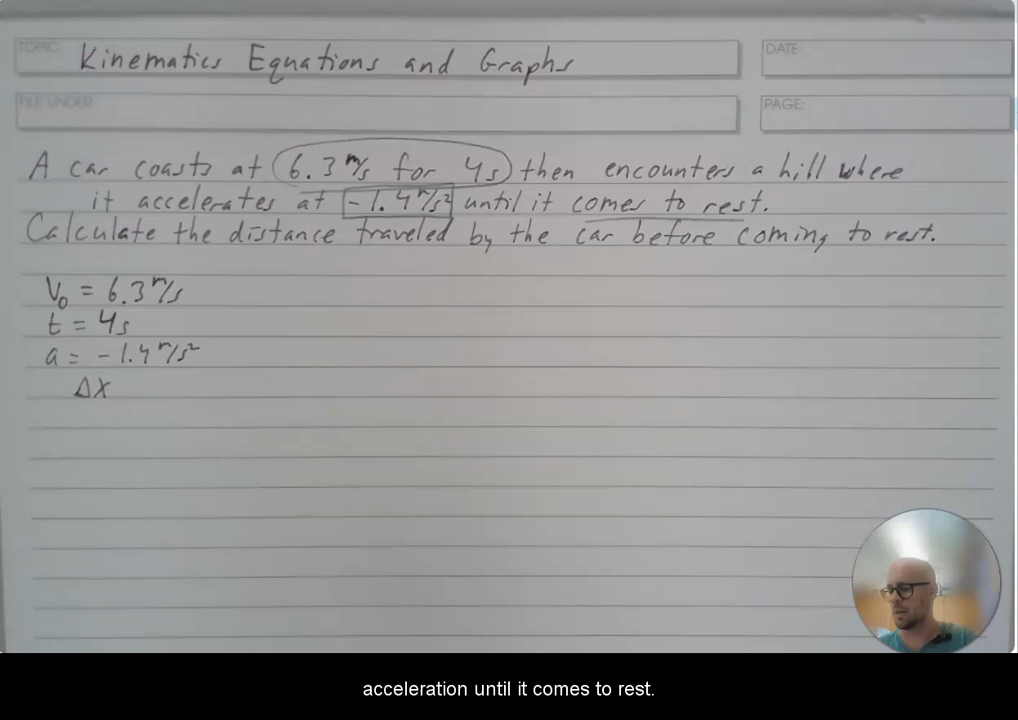 TOPIC: Kinematics Equations and Graphs
DATE:
FILE UNDER:
PAGE:
A car coasts at 6.3 m/s for 4s then encounters a hill where
it accelerates at -1.4 m/s² until it comes to rest.
Calculate the distance traveled by the car before coming to rest.
V₀ = 6.3 m/s
t = 4s
a = -1.4 m/s²
ΔX
acceleration until it comes to rest.